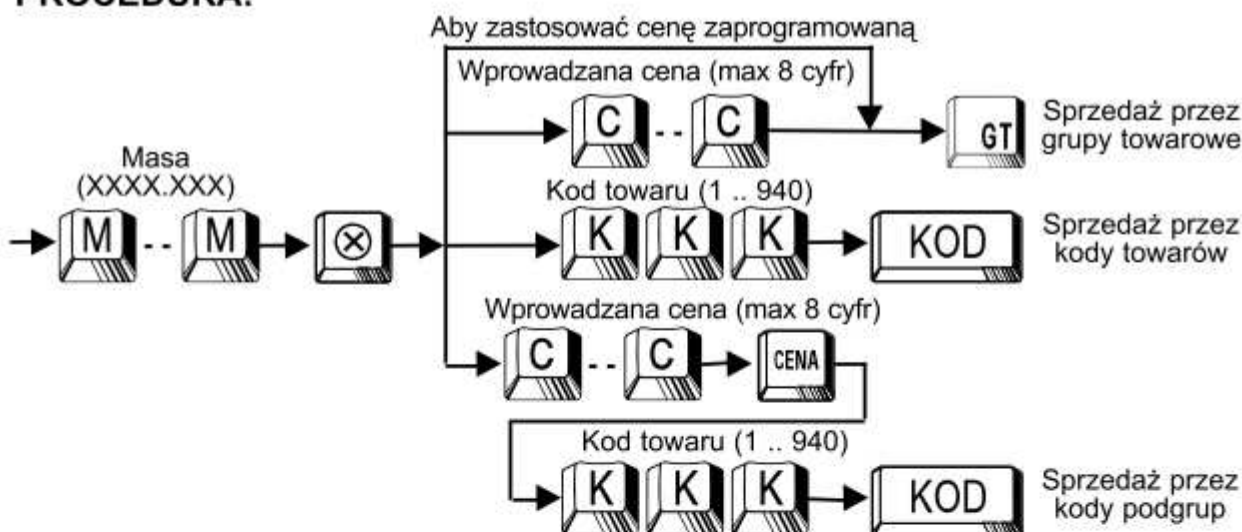 PROCEDURA:
Aby zastosować cenę zaprogramowaną
Wprowadzana cena (max 8 cyfr)
C -- C
GT
Sprzedaż przez
grupy towarowe
Masa
(XXXX.XXX)
M -- M
⊗
Kod towaru (1 .. 940)
K K K
KOD
Sprzedaż przez
kody towarów
Wprowadzana cena (max 8 cyfr)
C -- C
CENA
Kod towaru (1 .. 940)
K K K
KOD
Sprzedaż przez
kody podgrup